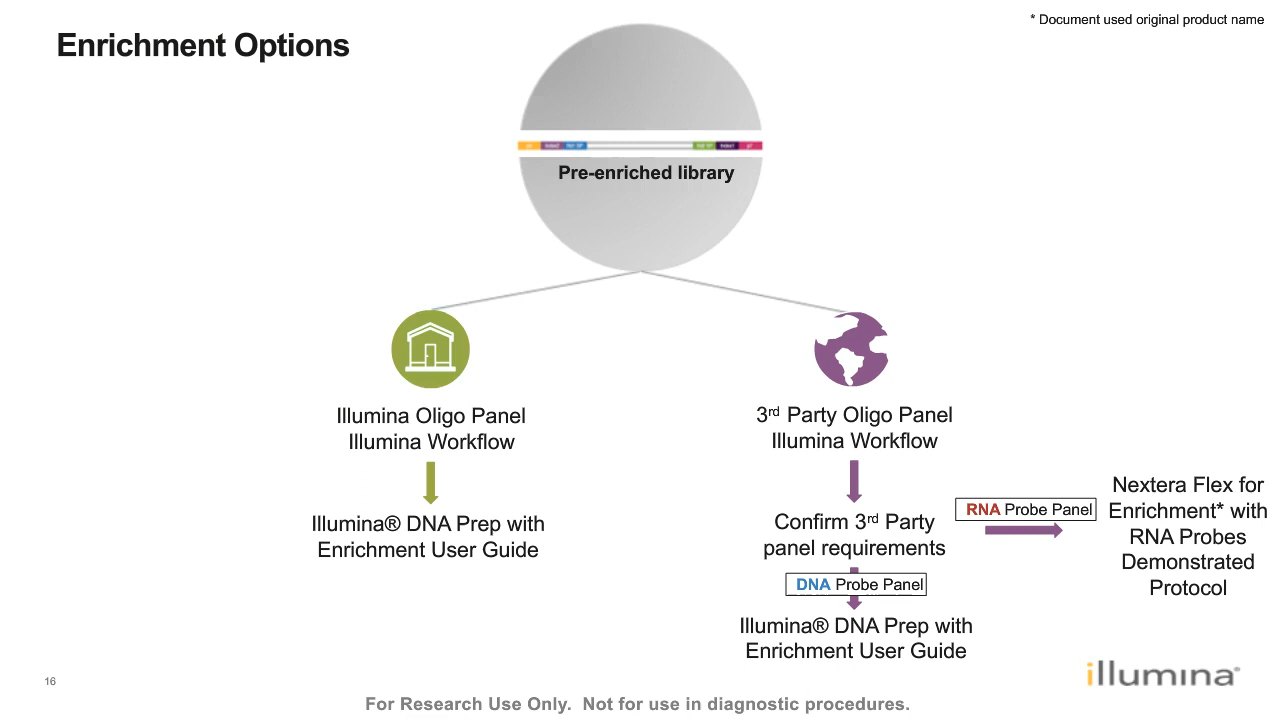 * Document used original product name
Enrichment Options
Pre-enriched library
Illumina Oligo Panel
Illumina Workflow
Illumina® DNA Prep with
Enrichment User Guide
3rd Party Oligo Panel
Illumina Workflow
Confirm 3rd Party
panel requirements
RNA Probe Panel
Nextera Flex for
Enrichment* with
RNA Probes
Demonstrated
Protocol
DNA Probe Panel
Illumina® DNA Prep with
Enrichment User Guide
illumina®
16
For Research Use Only. Not for use in diagnostic procedures.